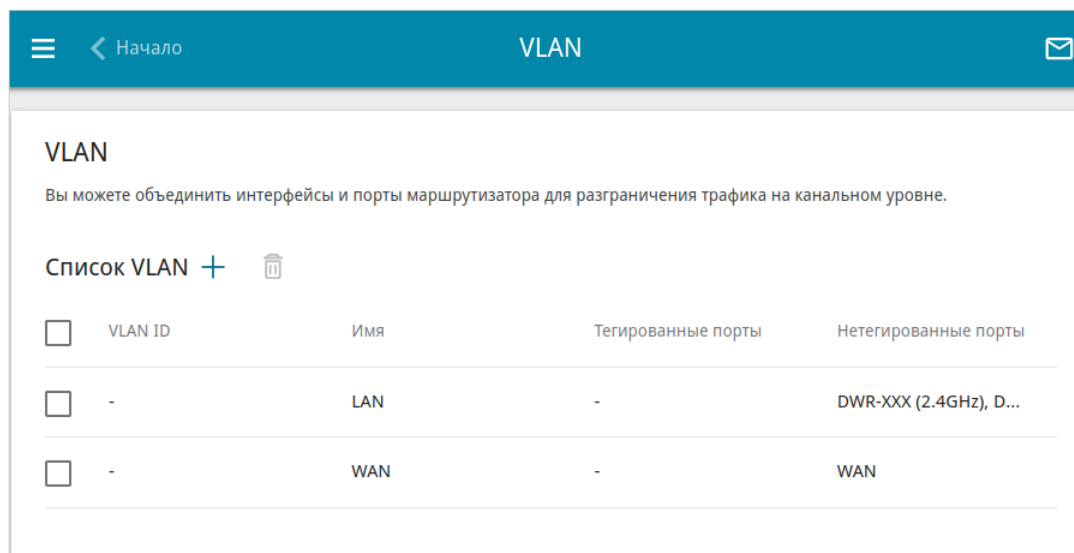 Начало VLAN
VLAN
Вы можете объединить интерфейсы и порты маршрутизатора для разграничения трафика на канальном уровне.
Список VLAN
VLAN ID Имя Тегированные порты Нетегированные порты
- LAN - DWR-XXX (2.4GHz), D...
- WAN - WAN